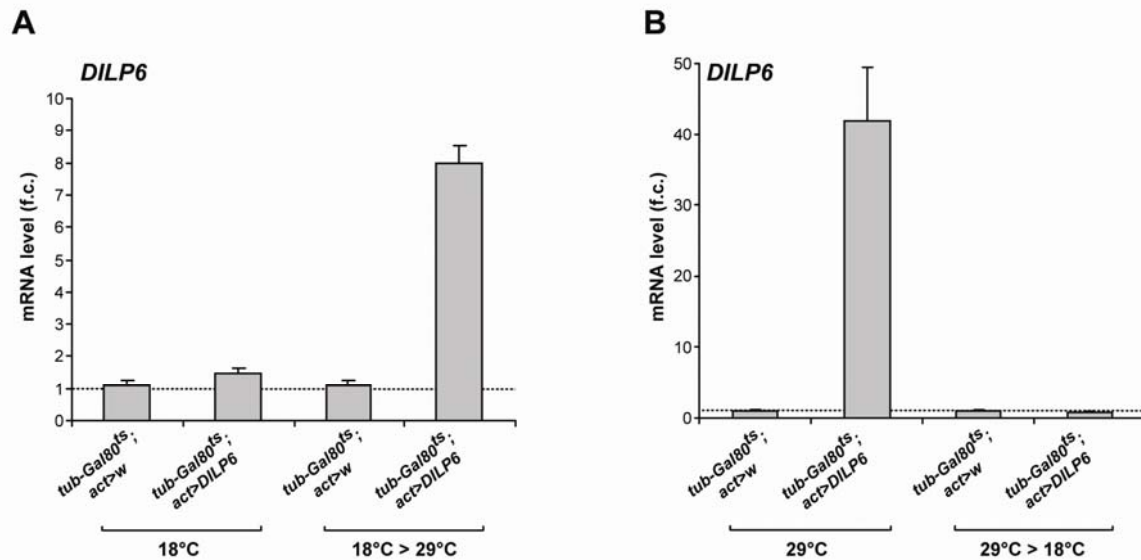 A
DILP6
mRNA level (f.c.)
10
9
8
7
6
5
4
3
2
1
0
tub-Gal80ts;
act>w
tub-Gal80ts;
act>DILP6
tub-Gal80ts;
act>w
tub-Gal80ts;
act>DILP6
18°C
18°C > 29°C
B
DILP6
mRNA level (f.c.)
50
40
30
20
10
0
tub-Gal80ts;
act>w
tub-Gal80ts;
act>DILP6
tub-Gal80ts;
act>w
tub-Gal80ts;
act>DILP6
29°C
29°C > 18°C